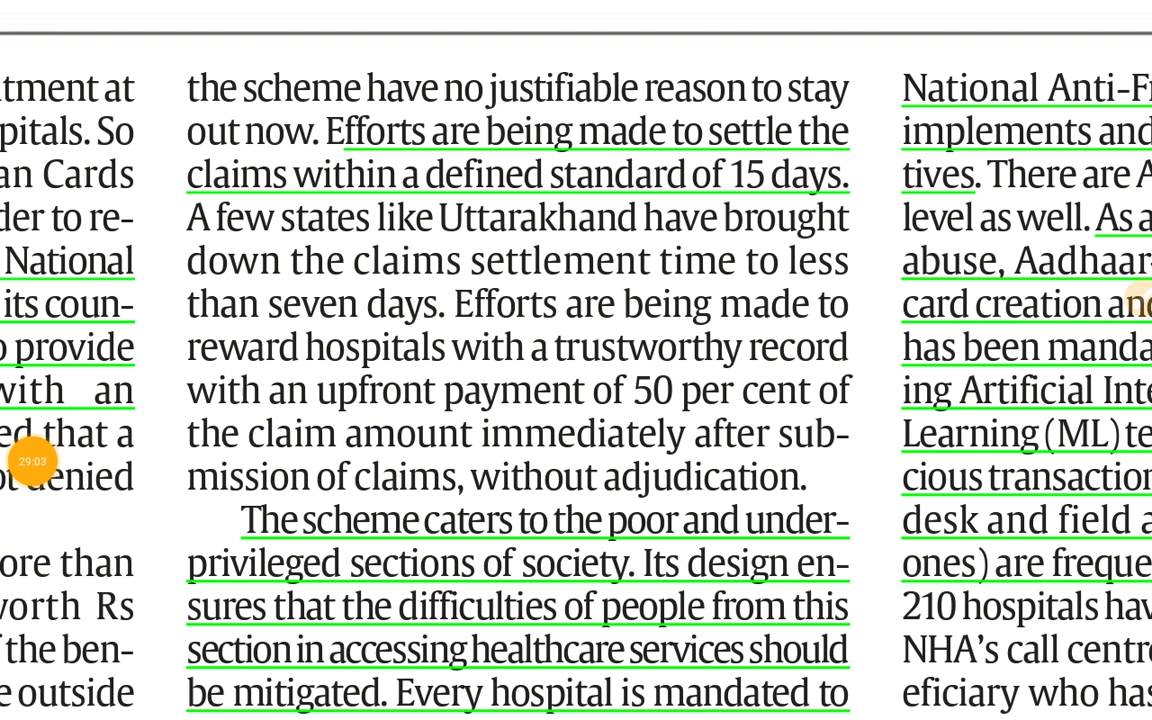 tment at
pitals. So
an Cards
der to re-
National
its coun-
provide
with an
ed that a
denied
ore than
worth Rs
the ben-
e outside
29:03
the scheme have no justifiable reason to stay
out now. Efforts are being made to settle the
claims within a defined standard of 15 days.
A few states like Uttarakhand have brought
down the claims settlement time to less
than seven days. Efforts are being made to
reward hospitals with a trustworthy record
with an upfront payment of 50 per cent of
the claim amount immediately after sub-
mission of claims, without adjudication.
The scheme caters to the poor and under-
privileged sections of society. Its design en-
sures that the difficulties of people from this
section in accessing healthcare services should
be mitigated. Every hospital is mandated to
National Anti-Fr
implements and
tives. There are A
level as well. As a
abuse, Aadhaar-
card creation and
has been manda
ing Artificial Inte
Learning (ML) te
cious transaction
desk and field a
ones) are freque
210 hospitals hav
NHA's call centre
eficiary who has